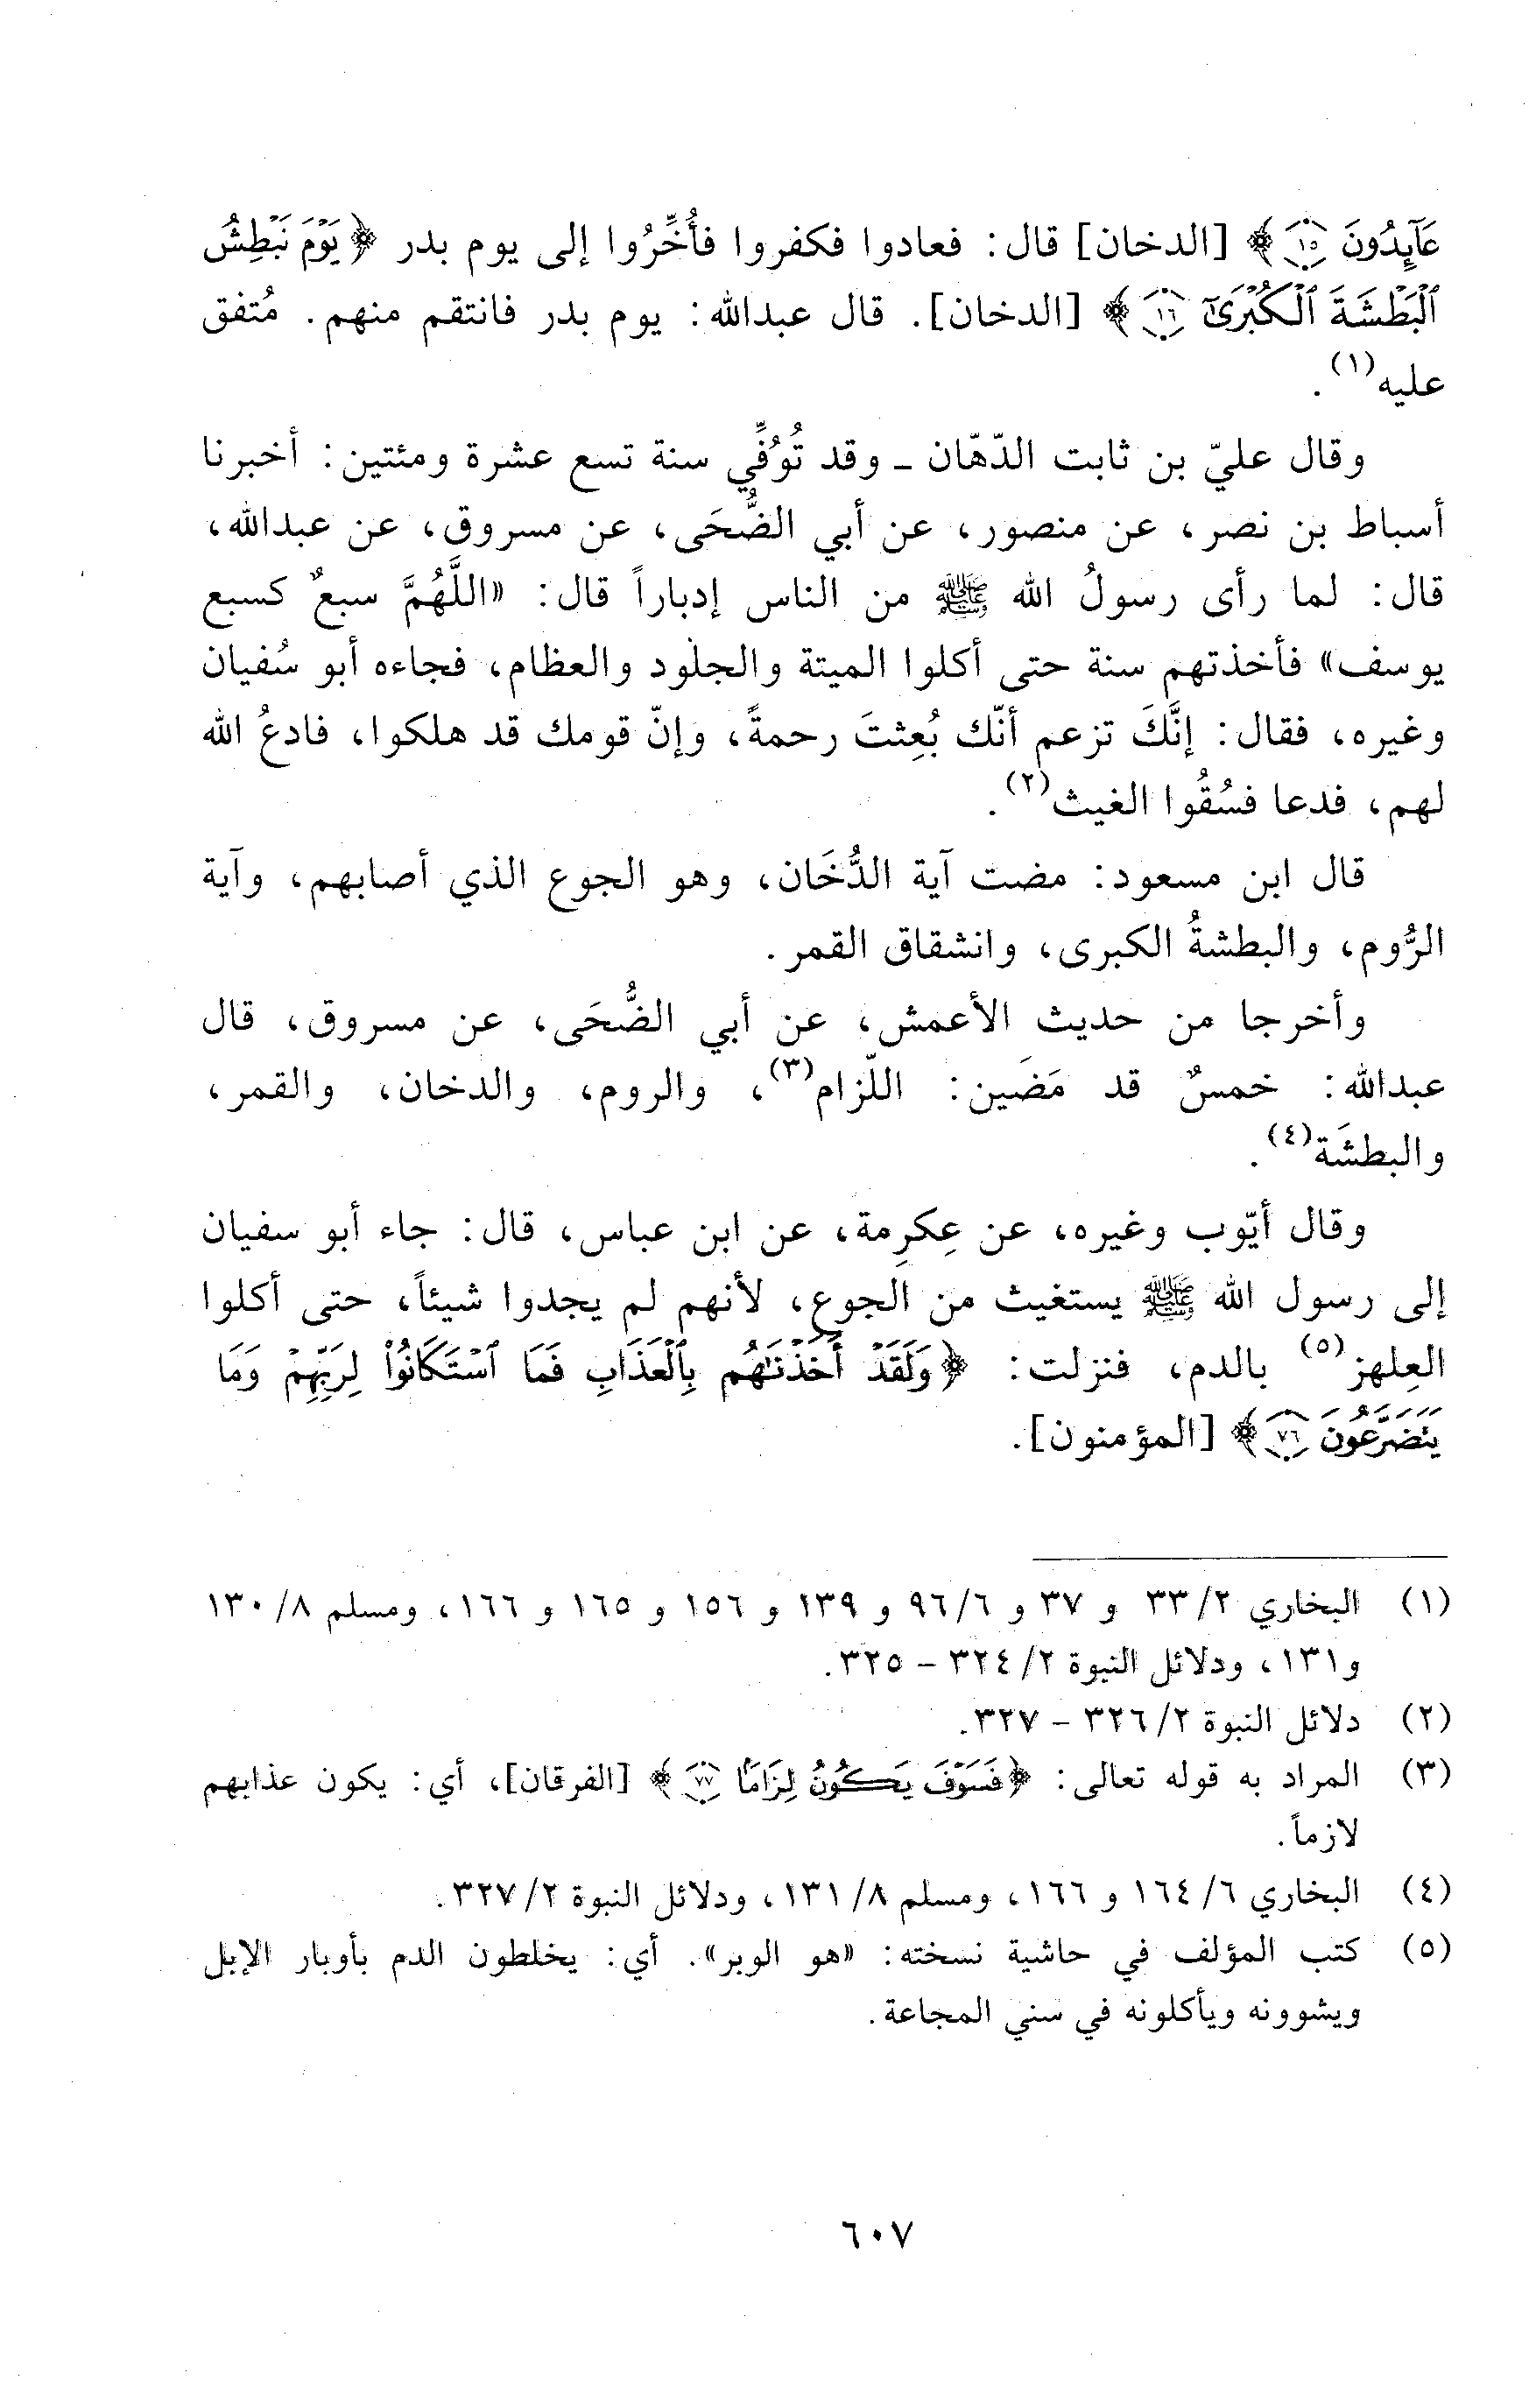 عَآئِدُونَ ﴿١٥﴾ [الدخان] قال: فعادوا فكفروا فأُخِّرُوا إلى يوم بدر ﴿يَوْمَ نَبْطِشُ
ٱلْبَطْشَةَ ٱلْكُبْرَىٰٓ ﴿١٦﴾ [الدخان]. قال عبدالله: يوم بدر فانتقم منهم. مُتفق
عليه(١).
وقال عليّ بن ثابت الدّهّان ـ وقد تُوُفِّي سنة تسع عشرة ومئتين: أخبرنا
أسباط بن نصر، عن منصور، عن أبي الضُّحَى، عن مسروق، عن عبدالله،
قال: لما رأى رسولُ الله ﷺ من الناس إدباراً قال: «اللَّهُمَّ سبعٌ كسبع
يوسف» فأخذتهم سنة حتى أكلوا الميتة والجلود والعظام، فجاءه أبو سُفيان
وغيره، فقال: إنَّكَ تزعم أنّك بُعِثتَ رحمةً، وإنّ قومك قد هلكوا، فادعُ الله
لهم، فدعا فسُقُوا الغيث(٢).
قال ابن مسعود: مضت آية الدُّخَان، وهو الجوع الذي أصابهم، وآية
الرُّوم، والبطشةُ الكبرى، وانشقاق القمر.
وأخرجا من حديث الأعمش، عن أبي الضُّحَى، عن مسروق، قال
عبدالله: خمسٌ قد مَضَين: اللّزام(٣)، والروم، والدخان، والقمر،
والبطشَة(٤).
وقال أيّوب وغيره، عن عِكرِمة، عن ابن عباس، قال: جاء أبو سفيان
إلى رسول الله ﷺ يستغيث من الجوع، لأنهم لم يجدوا شيئاً، حتى أكلوا
العِلهز(٥) بالدم، فنزلت: ﴿وَلَقَدْ أَخَذْنَٰهُم بِٱلْعَذَابِ فَمَا ٱسْتَكَانُوا۟ لِرَبِّهِمْ وَمَا
يَتَضَرَّعُونَ ﴿٧٦﴾ [المؤمنون].
(١) البخاري ٢/ ٣٣ و ٣٧ و ٦/ ٩٦ و ١٣٩ و ١٥٦ و ١٦٥ و ١٦٦، ومسلم ٨/ ١٣٠
و١٣١، ودلائل النبوة ٢/ ٣٢٤ - ٣٢٥.
(٢) دلائل النبوة ٢/ ٣٢٦ - ٣٢٧.
(٣) المراد به قوله تعالى: ﴿فَسَوْفَ يَكُونُ لِزَامًا ﴿٧٧﴾ [الفرقان]، أي: يكون عذابهم
لازماً.
(٤) البخاري ٦/ ١٦٤ و ١٦٦، ومسلم ٨/ ١٣١، ودلائل النبوة ٢/ ٣٢٧.
(٥) كتب المؤلف في حاشية نسخته: «هو الوبر». أي: يخلطون الدم بأوبار الإبل
ويشوونه ويأكلونه في سني المجاعة.
٦٠٧